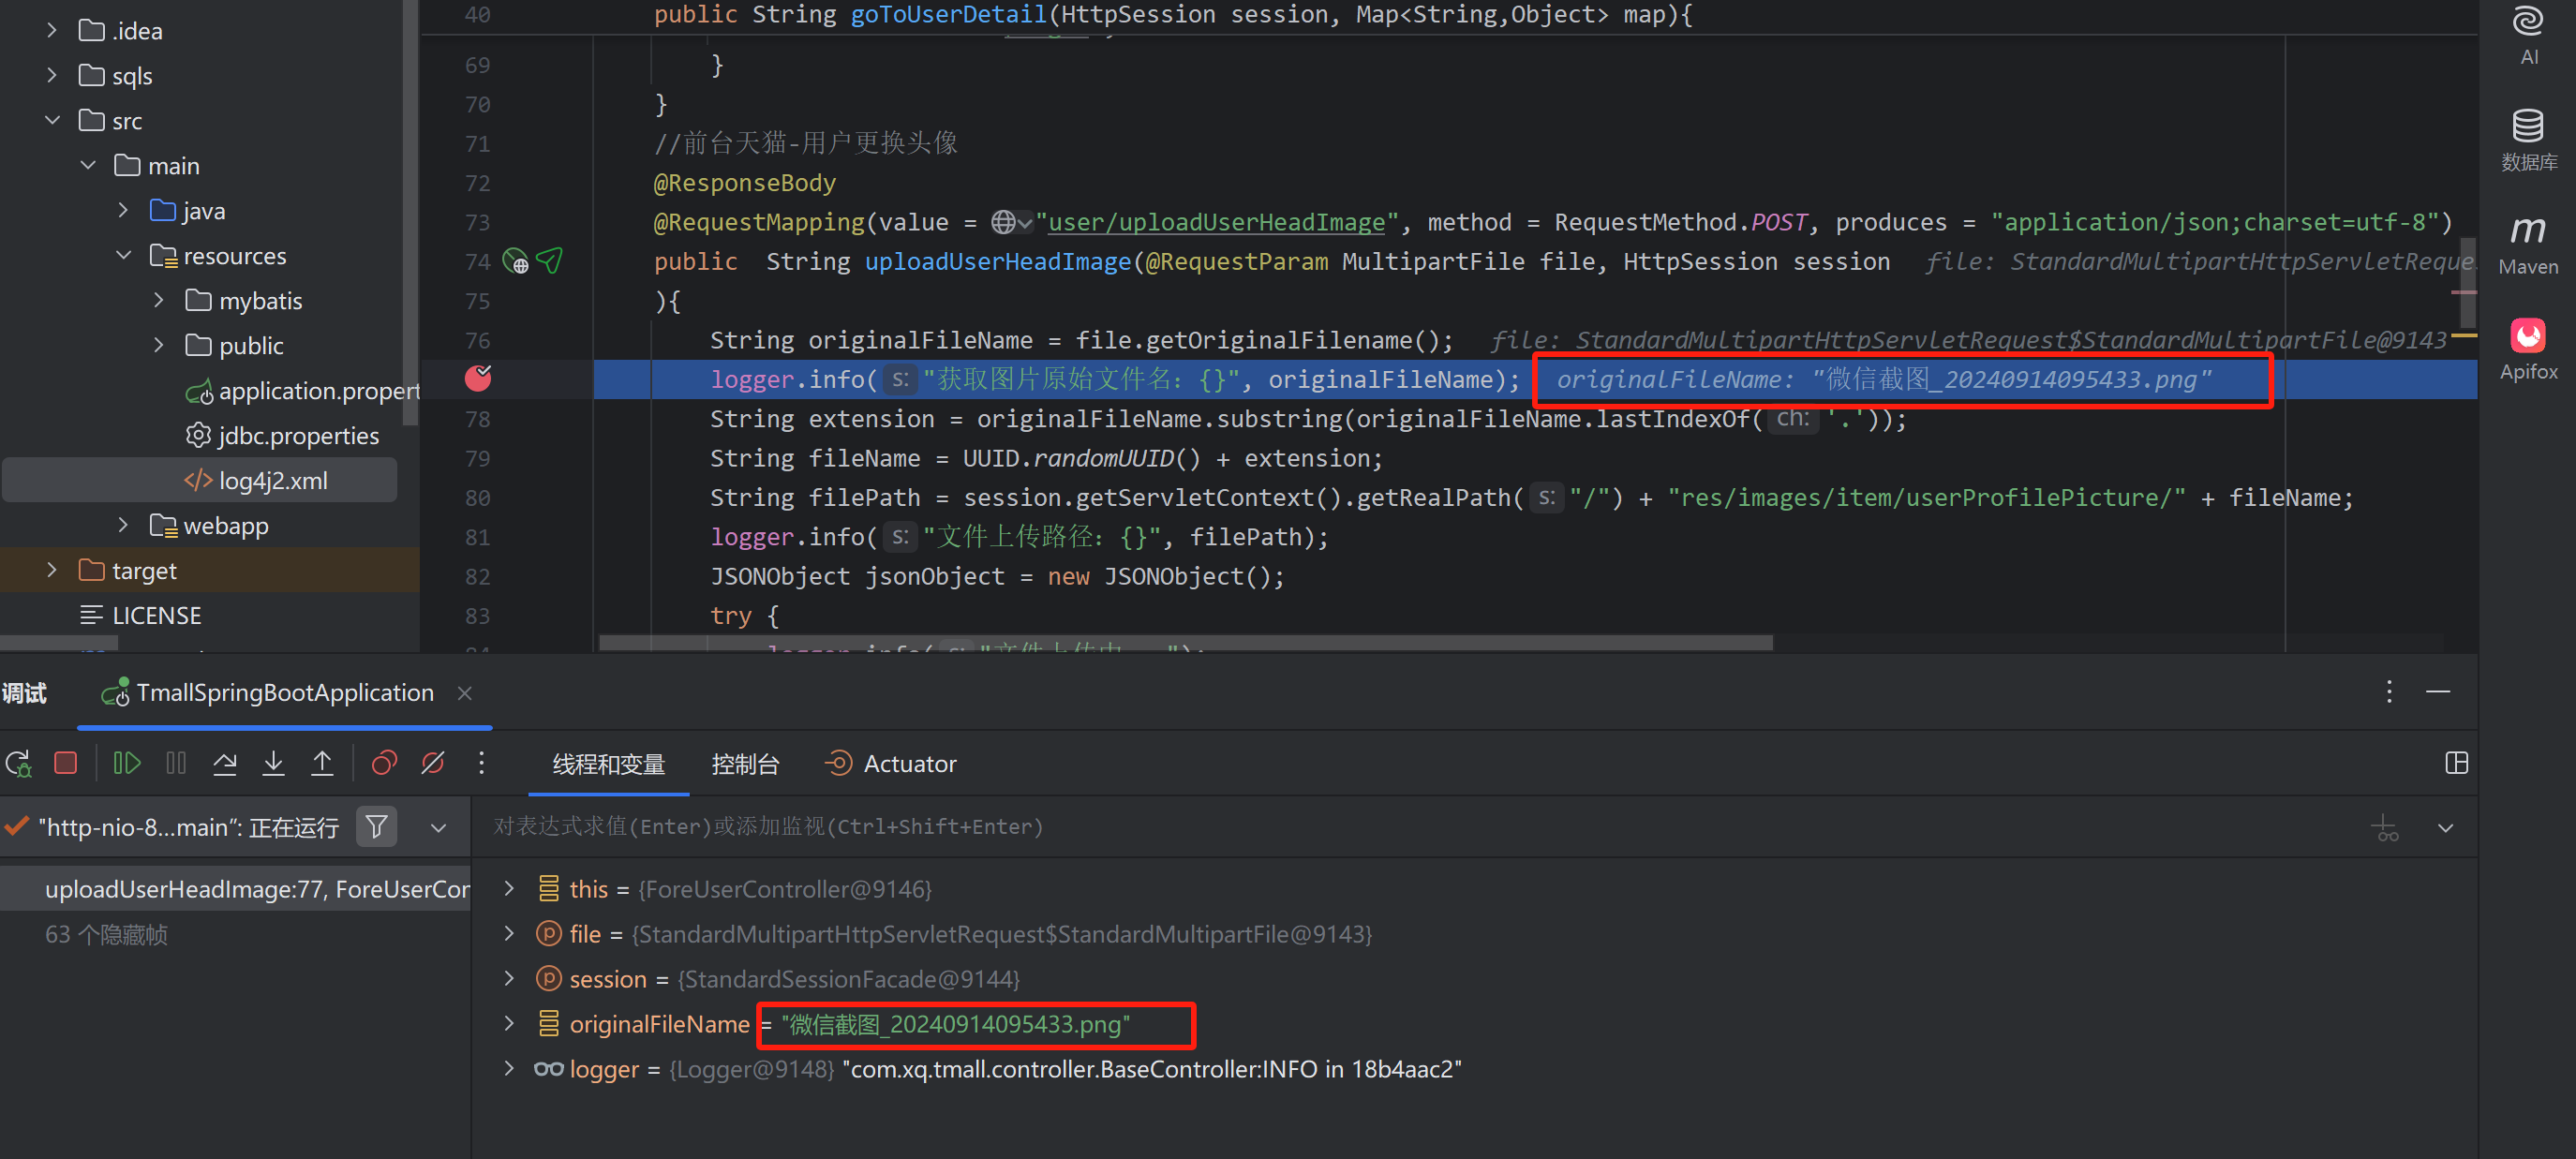 .idea
sqls
src
main
java
resources
mybatis
public
application.propert
jdbc.properties
log4j2.xml
webapp
target
LICENSE
40 public String goToUserDetail(HttpSession session, Map<String,Object> map){
69 }
70 }
71 //前台天猫-用户更换头像
72 @ResponseBody
73 @RequestMapping(value = "user/uploadUserHeadImage", method = RequestMethod.POST, produces = "application/json;charset=utf-8")
74 public String uploadUserHeadImage(@RequestParam MultipartFile file, HttpSession session file: StandardMultipartHttpServletReque
75 ){
76 String originalFileName = file.getOriginalFilename(); file: StandardMultipartHttpServletRequest$StandardMultipartFile@9143
logger.info( s: "获取图片原始文件名：{}", originalFileName); originalFileName: "微信截图_20240914095433.png"
78 String extension = originalFileName.substring(originalFileName.lastIndexOf( ch: '.'));
79 String fileName = UUID.randomUUID() + extension;
80 String filePath = session.getServletContext().getRealPath( s: "/") + "res/images/item/userProfilePicture/" + fileName;
81 logger.info( s: "文件上传路径：{}", filePath);
82 JSONObject jsonObject = new JSONObject();
83 try {
AI
数据库
m
Maven
Apifox
调试
TmallSpringBootApplication
线程和变量
控制台
Actuator
"http-nio-8...main": 正在运行
对表达式求值(Enter)或添加监视(Ctrl+Shift+Enter)
uploadUserHeadImage:77, ForeUserCor
63 个隐藏帧
this = {ForeUserController@9146}
file = {StandardMultipartHttpServletRequest$StandardMultipartFile@9143}
session = {StandardSessionFacade@9144}
originalFileName = "微信截图_20240914095433.png"
logger = {Logger@9148} "com.xq.tmall.controller.BaseController:INFO in 18b4aac2"